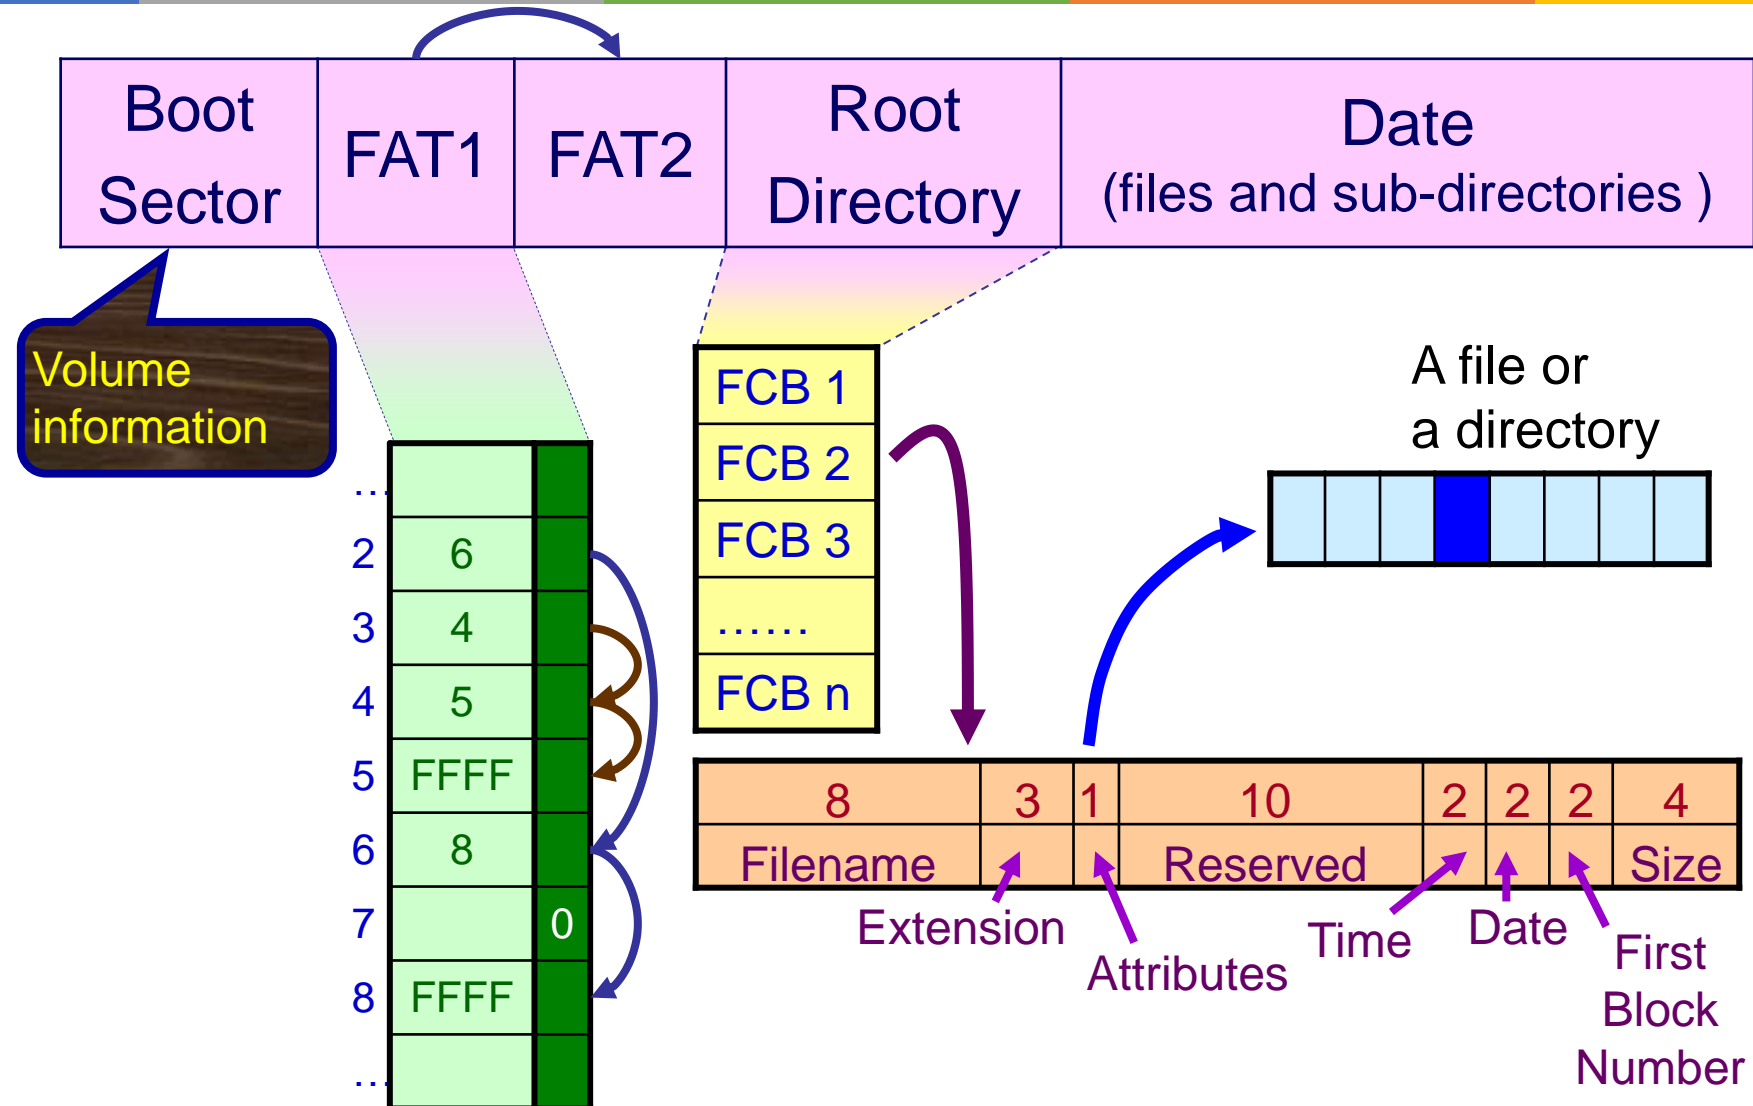 Boot
Sector
FAT1
FAT2
Root
Directory
Date
(files and sub-directories )
Volume
information
...
2 6
3 4
4 5
5 FFFF
6 8
7 0
8 FFFF
...
FCB 1
FCB 2
FCB 3
......
FCB n
A file or
a directory
8 3 1 10 2 2 2 4
Filename Reserved Size
Extension
Attributes
Time
Date
First
Block
Number